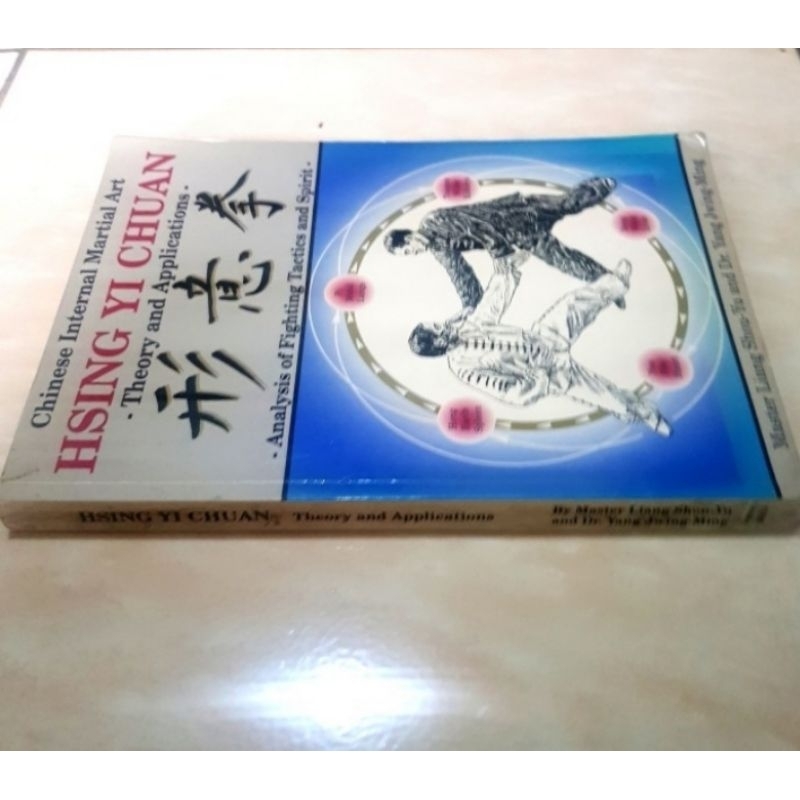 Chinese Internal Martial Art
HSING YI CHUAN
· Theory and Applications ·
形意拳
· Analysis of Fighting Tactics and Spirit ·
Master Liang Shou-Yu and Dr. Yang Jwing-Ming
HSING YI CHUAN Theory and Applications
By Master Liang Shou-Yu
and Dr. Yang Jwing-Ming